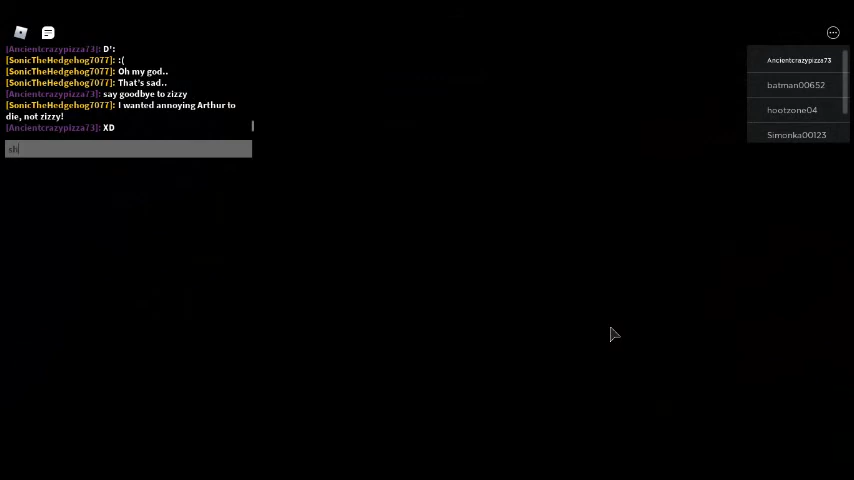 [Ancientcrazypizza73]: D':
[SonicTheHedgehog7077]: :(
[SonicTheHedgehog7077]: Oh my god..
[SonicTheHedgehog7077]: That's sad..
[Ancientcrazypizza73]: say goodbye to zizzy
[SonicTheHedgehog7077]: I wanted annoying Arthur to
die, not zizzy!
[Ancientcrazypizza73]: XD
sh
Ancientcrazypizza73
batman00652
hootzone04
Simonka00123